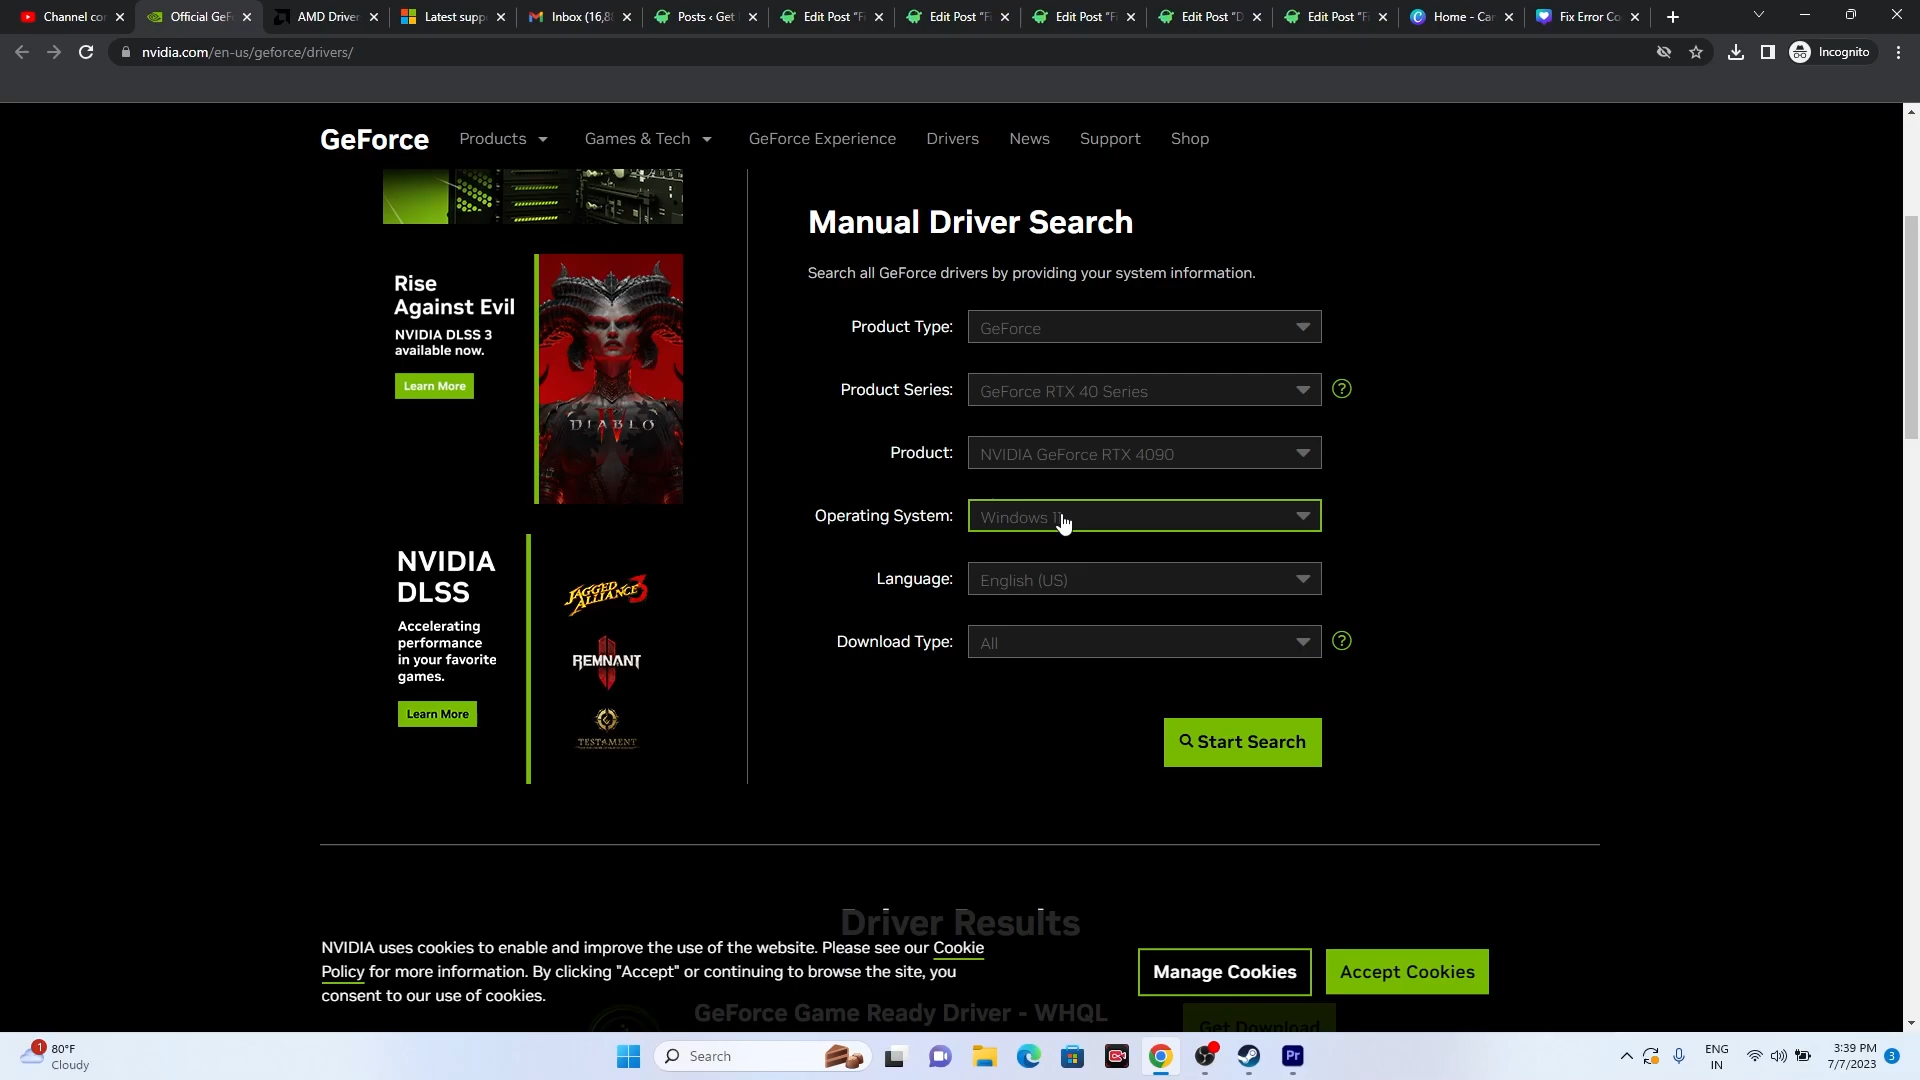 Channel cor
Official GeF
AMD Driver
Latest supp
Inbox (16,8
Posts ‹ Get
Edit Post "F
Edit Post "F
Edit Post "F
Edit Post "D
Edit Post "F
Home - Car
Fix Error Co
nvidia.com/en-us/geforce/drivers/
Incognito
GeForce
Products
Games & Tech
GeForce Experience
Drivers
News
Support
Shop
Rise
Against Evil
NVIDIA DLSS 3
available now.
Learn More
DIABLO
IV
NVIDIA
DLSS
Accelerating
performance
in your favorite
games.
Learn More
JAGGED
ALLIANCE 3
REMNANT
II
TESTAMENT
Manual Driver Search
Search all GeForce drivers by providing your system information.
Product Type: GeForce
Product Series: GeForce RTX 40 Series ?
Product: NVIDIA GeForce RTX 4090
Operating System: Windows 11
Language: English (US)
Download Type: All ?
Start Search
Driver Results
NVIDIA uses cookies to enable and improve the use of the website. Please see our Cookie
Policy for more information. By clicking "Accept" or continuing to browse the site, you
consent to our use of cookies.
Manage Cookies
Accept Cookies
GeForce Game Ready Driver - WHQL
Get Download
1
80°F
Cloudy
Search
Pr
ENG
IN
3:39 PM
7/7/2023
3